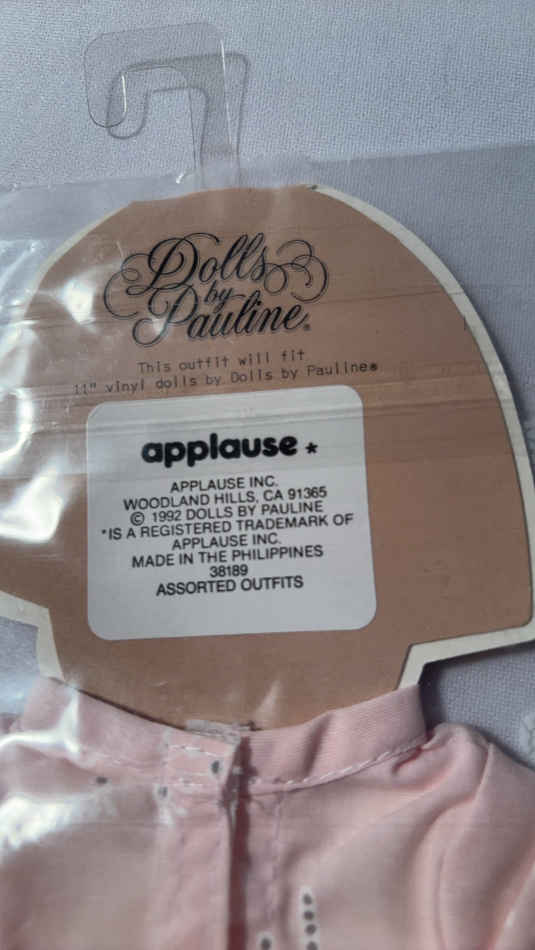 Dolls
by
Pauline®
This outfit will fit
11" vinyl dolls by Dolls by Pauline®
applause★
APPLAUSE INC.
WOODLAND HILLS, CA 91365
© 1992 DOLLS BY PAULINE
*IS A REGISTERED TRADEMARK OF
APPLAUSE INC.
MADE IN THE PHILIPPINES
38189
ASSORTED OUTFITS